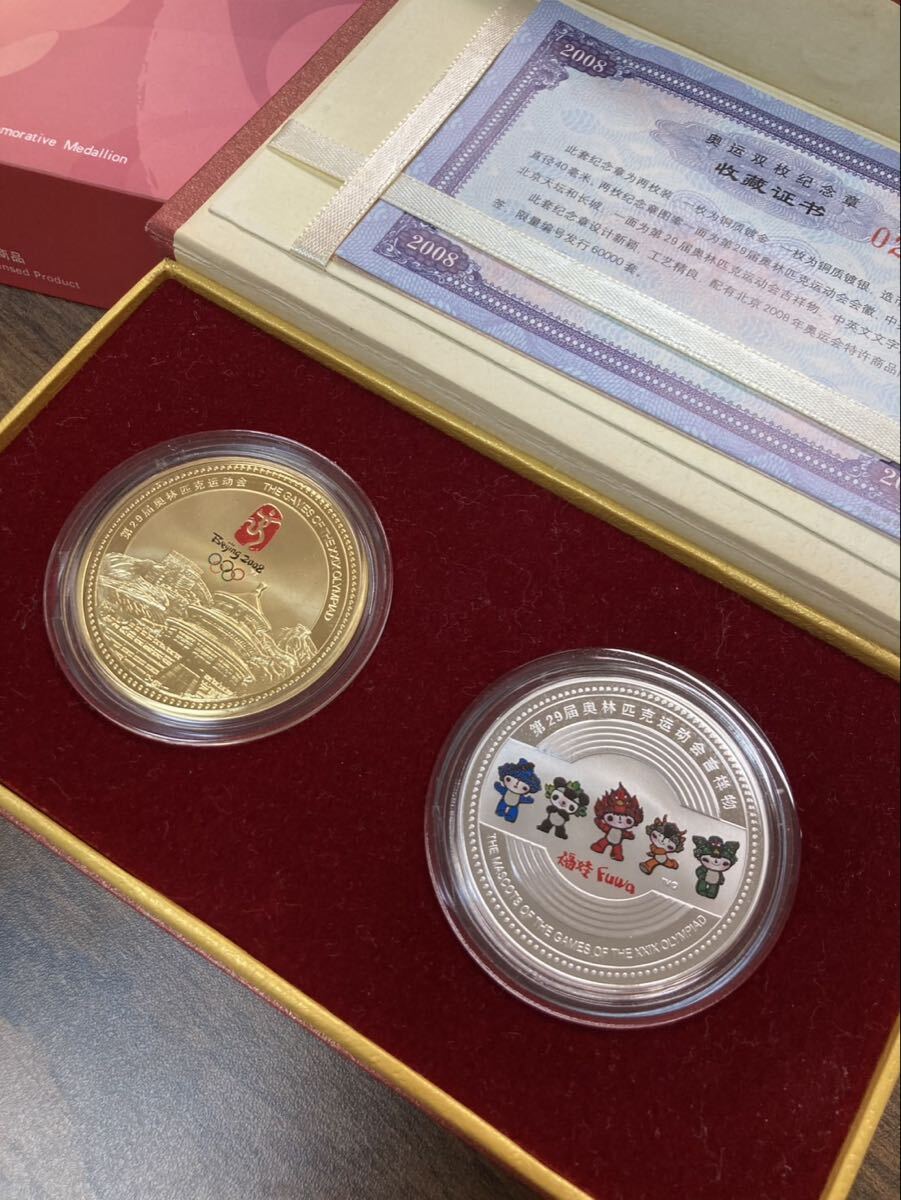 morative Medallion
商品
nsed Product
2008
奥运双枚纪念章
收藏证书
02
此套纪念章为两枚装，一枚为铜质镀金，一枚为铜质镀银，造币
直径40毫米，两枚纪念章图案，一面为第29届奥林匹克运动会会徽，中
北京天坛和长城，一面为第29届奥林匹克运动会吉祥物，中英文文字
此套纪念章设计新颖，工艺精良，配有北京2008年奥运会特许商品
签，限量编号发行60000套。
2008
2
第29届奥林匹克运动会 THE GAMES OF THE XXIX OLYMPIAD
Beijing 2008
第29届奥林匹克运动会吉祥物
福娃 Fuwa
THE MASCOTS OF THE GAMES OF THE XXIX OLYMPIAD